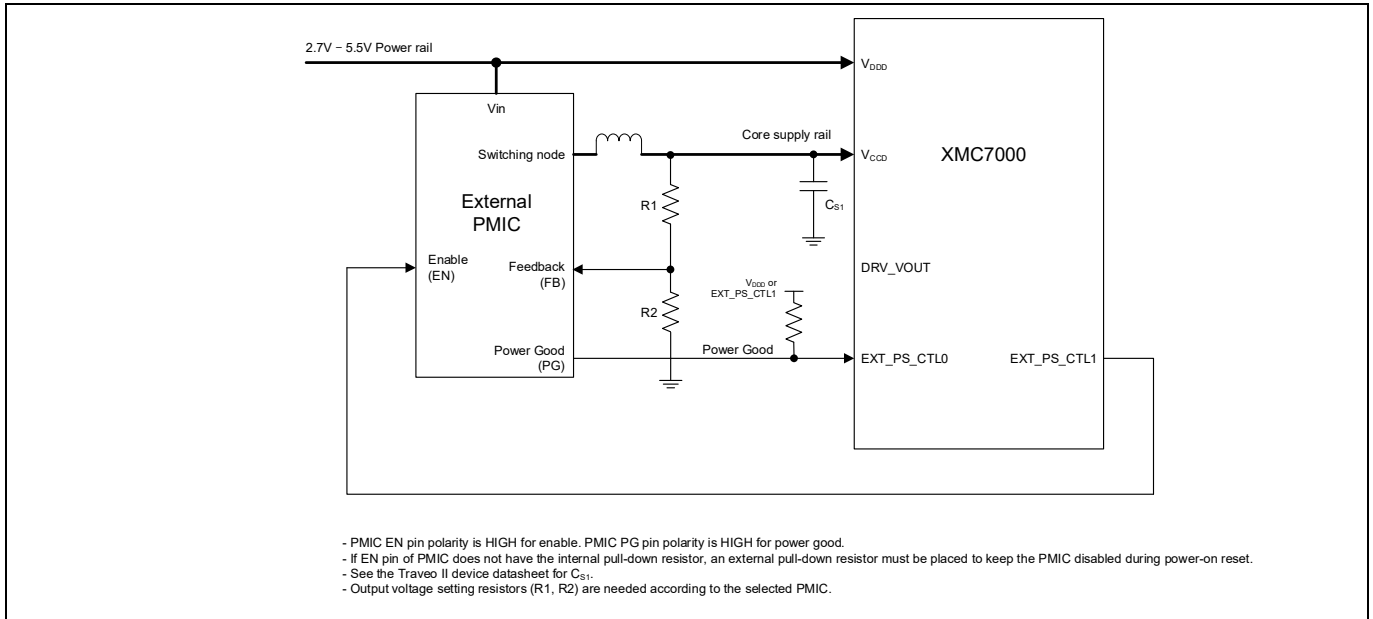 2.7V – 5.5V Power rail
Vin
V_DDD
Switching node
Core supply rail
V_CCD
XMC7000
External
PMIC
R1
C_S1
Enable
(EN)
Feedback
(FB)
DRV_VOUT
V_DDD or
EXT_PS_CTL1
R2
Power Good
(PG)
Power Good
EXT_PS_CTL0
EXT_PS_CTL1
- PMIC EN pin polarity is HIGH for enable. PMIC PG pin polarity is HIGH for power good.
- If EN pin of PMIC does not have the internal pull-down resistor, an external pull-down resistor must be placed to keep the PMIC disabled during power-on reset.
- See the Traveo II device datasheet for C_S1.
- Output voltage setting resistors (R1, R2) are needed according to the selected PMIC.